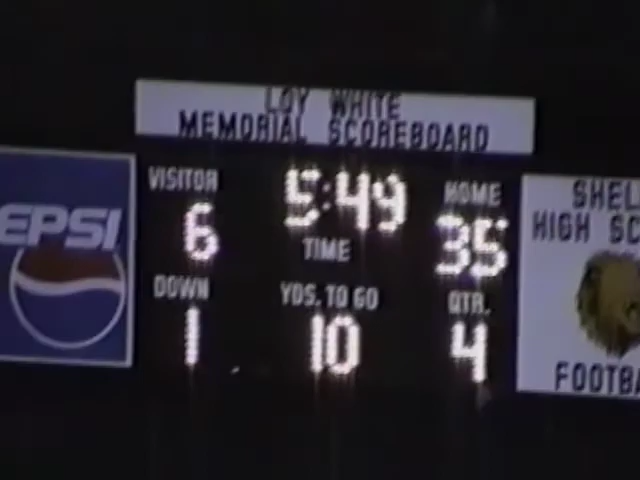 LOY WHITE
MEMORIAL SCOREBOARD
EPSI
VISITOR
6
5:49
TIME
HOME
35
DOWN
1
YDS. TO GO
10
QTR.
4
SHEL
HIGH SC
FOOTBA